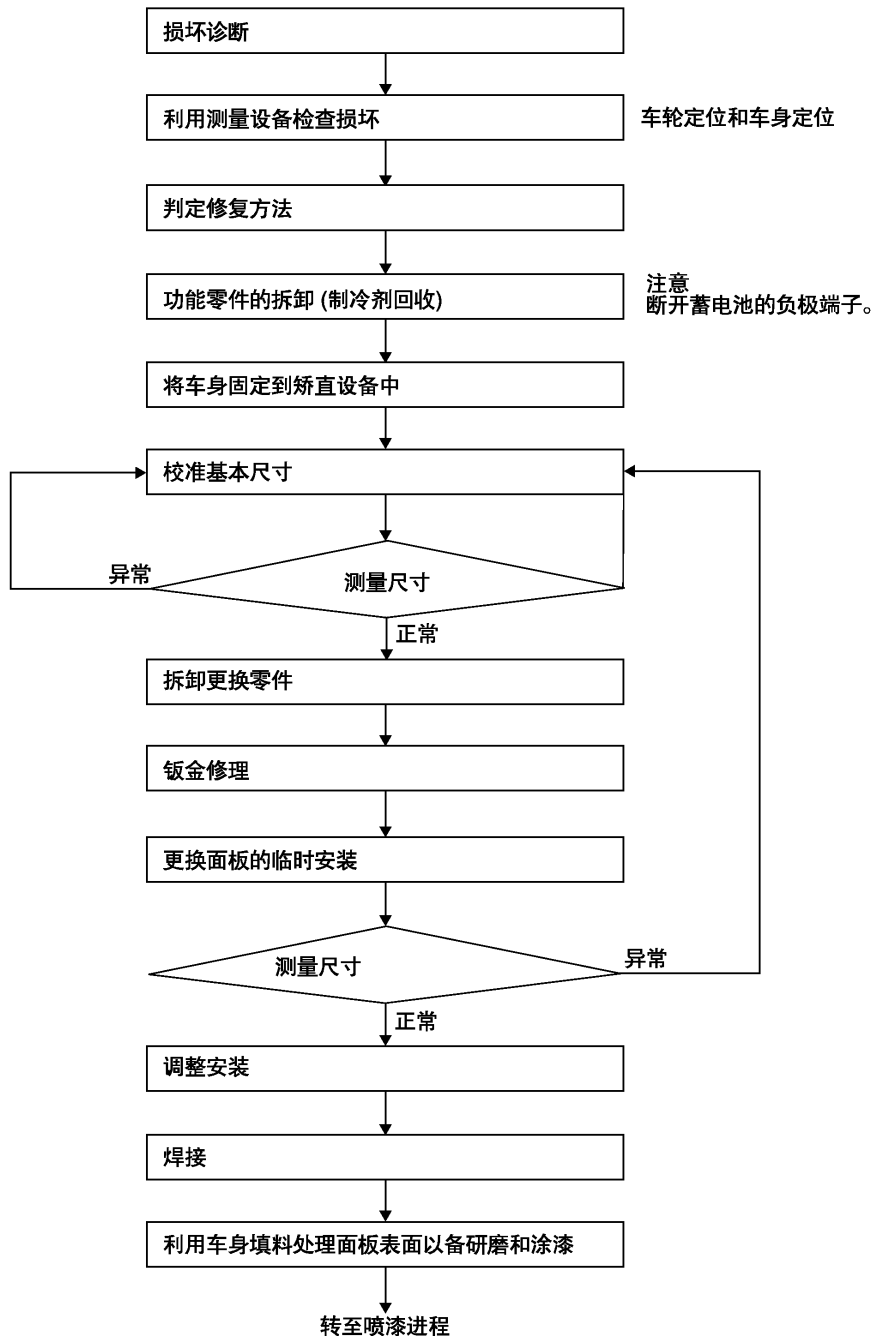 损坏诊断
利用测量设备检查损坏
车轮定位和车身定位
判定修复方法
功能零件的拆卸 (制冷剂回收)
注意
断开蓄电池的负极端子。
将车身固定到矫直设备中
校准基本尺寸
测量尺寸
异常
正常
拆卸更换零件
钣金修理
更换面板的临时安装
测量尺寸
异常
正常
调整安装
焊接
利用车身填料处理面板表面以备研磨和涂漆
转至喷漆进程